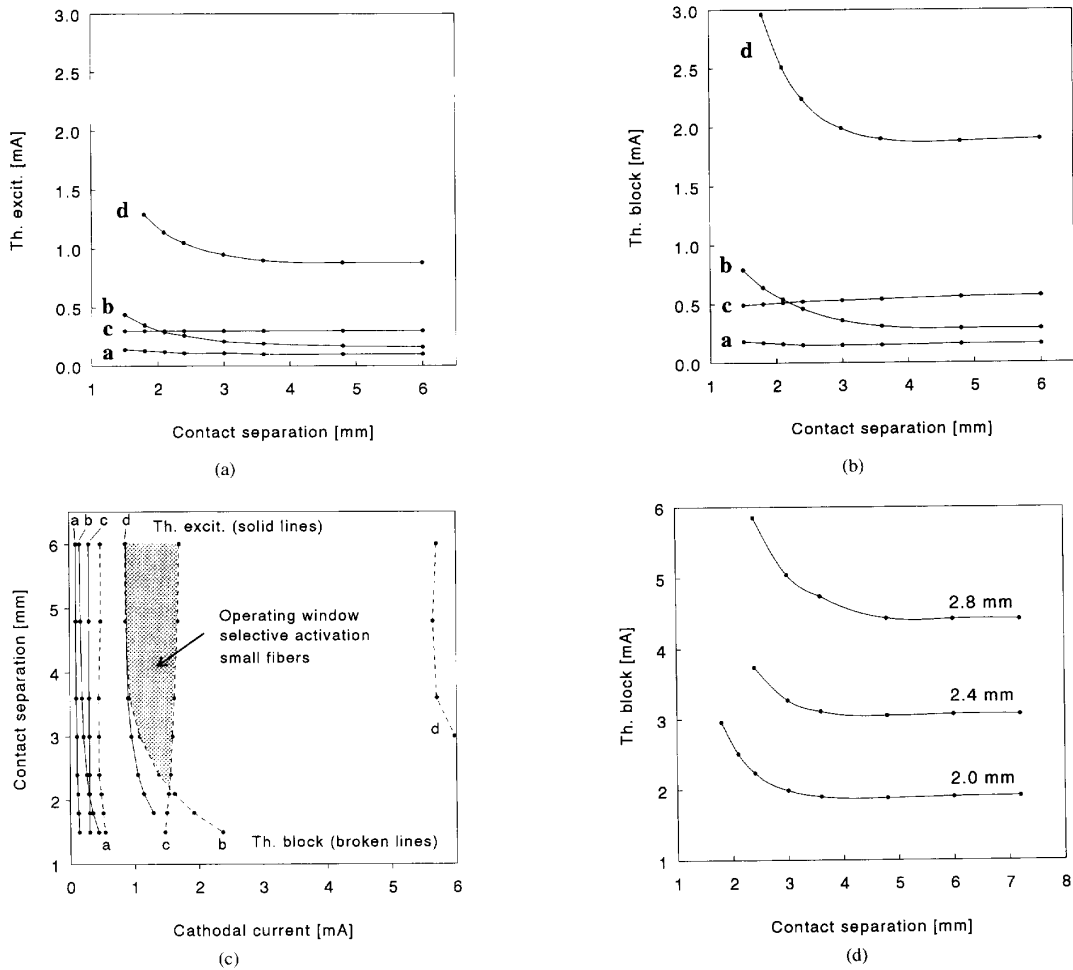 3.0
2.5
2.0
1.5
1.0
0.5
0.0
Th. excit. [mA]
d
b
c
a
1 2 3 4 5 6
Contact separation [mm]
(a)
3.0
2.5
2.0
1.5
1.0
0.5
0.0
Th. block [mA]
d
b
c
a
1 2 3 4 5 6
Contact separation [mm]
(b)
a b c d
Th. excit. (solid lines)
6
5
4
3
2
1
Contact separation [mm]
Operating window
selective activation
small fibers
d
Th. block (broken lines)
a c b
0 1 2 3 4 5 6
Cathodal current [mA]
(c)
6
5
4
3
2
1
Th. block [mA]
2.8 mm
2.4 mm
2.0 mm
1 2 3 4 5 6 7 8
Contact separation [mm]
(d)